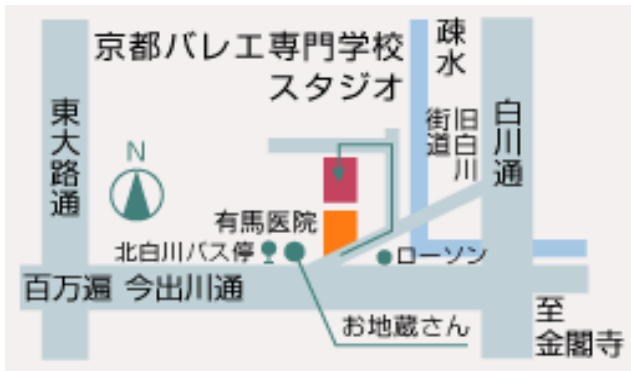 京都バレエ専門学校
スタジオ
疎水
旧白川
街道
白川通
東大路通
N
有馬医院
北白川バス停
ローソン
百万遍 今出川通
お地蔵さん
至
金閣寺